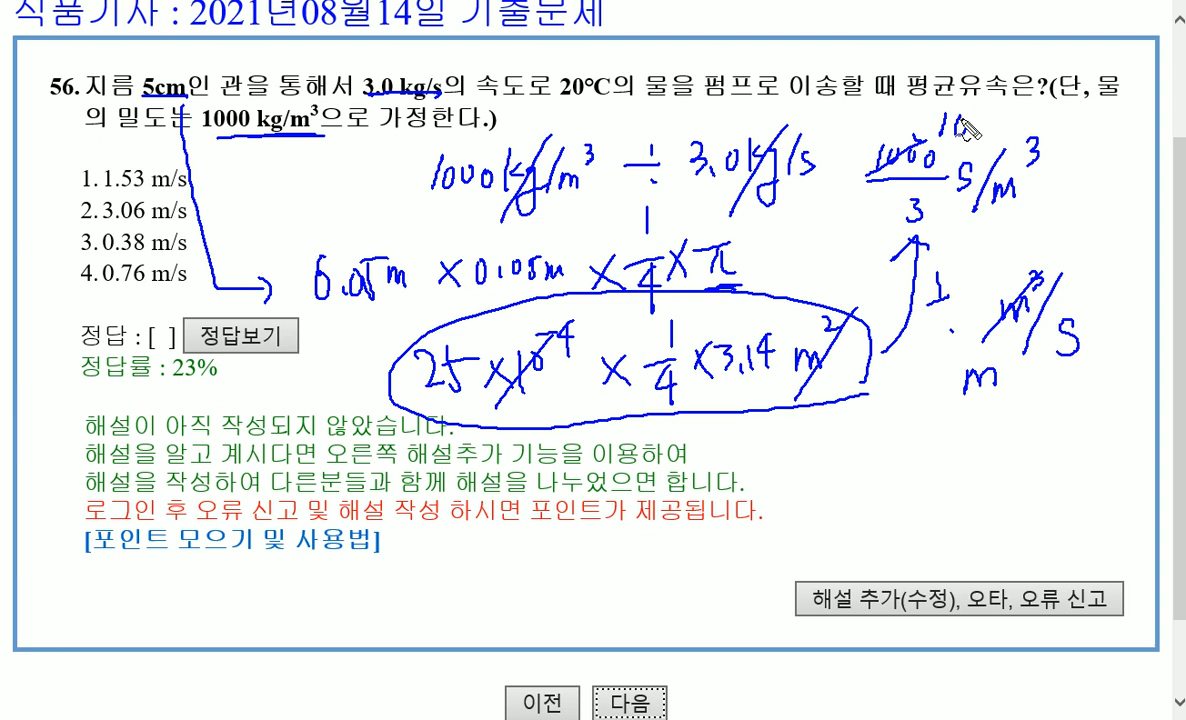 식품기사 : 2021년08월14일 기출문제
56. 지름 5cm인 관을 통해서 3.0 kg/s의 속도로 20℃의 물을 펌프로 이송할 때 평균유속은?(단, 물
의 밀도는 1000 kg/m³으로 가정한다.)
1000kg/m³ ÷ 3.0kg/s
1000/3 s/m³
10
1. 1.53 m/s
2. 3.06 m/s
3. 0.38 m/s
4. 0.76 m/s
0.05m × 0.05m × 1/4 × π
25 × 10⁻⁴ × 1/4 × 3.14 m²
1
m³/s
m
정답 : [ ] 정답보기
정답률 : 23%
해설이 아직 작성되지 않았습니다.
해설을 알고 계시다면 오른쪽 해설추가 기능을 이용하여
해설을 작성하여 다른분들과 함께 해설을 나누었으면 합니다.
로그인 후 오류 신고 및 해설 작성 하시면 포인트가 제공됩니다.
[포인트 모으기 및 사용법]
해설 추가(수정), 오타, 오류 신고
이전 다음